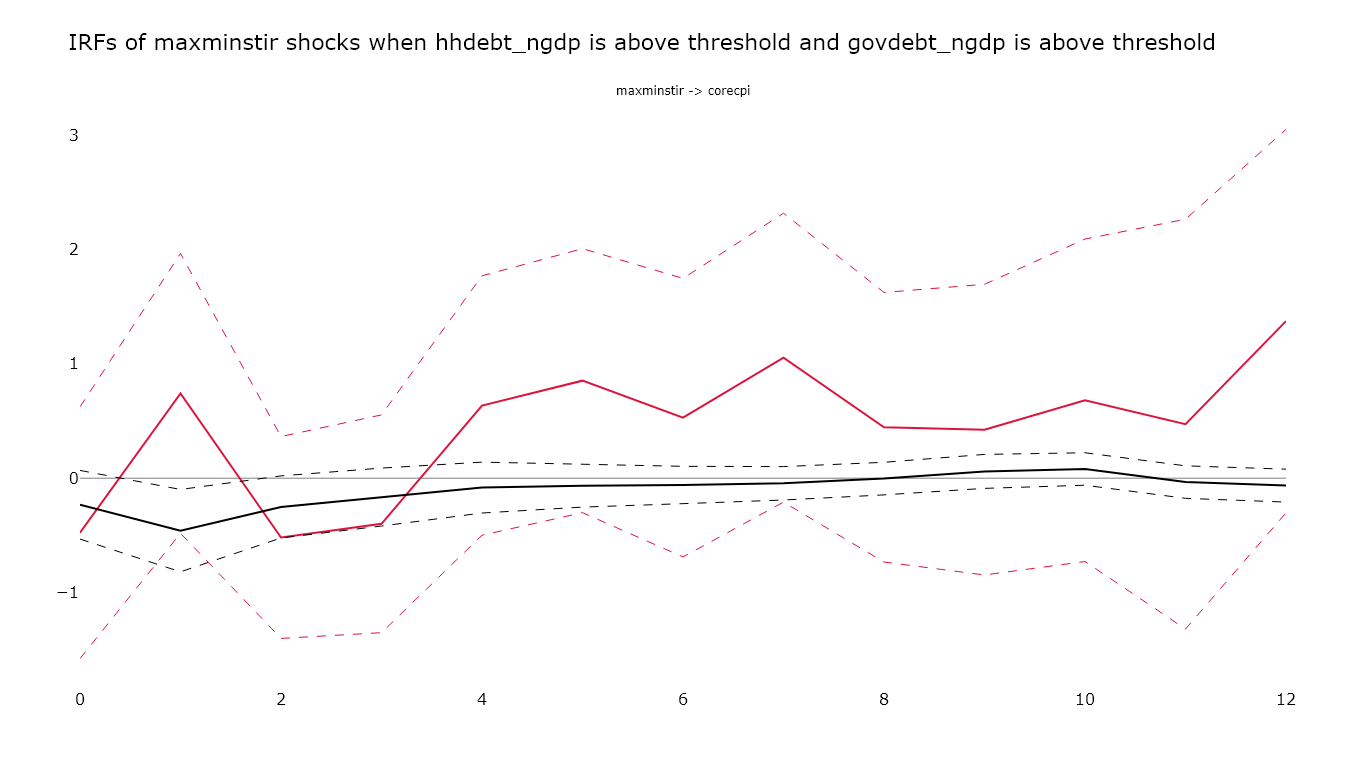 IRFs of maxminstir shocks when hhdebt_ngdp is above threshold and govdebt_ngdp is above threshold
maxminstir -> corecpi
3
2
1
0
−1
0 2 4 6 8 10 12